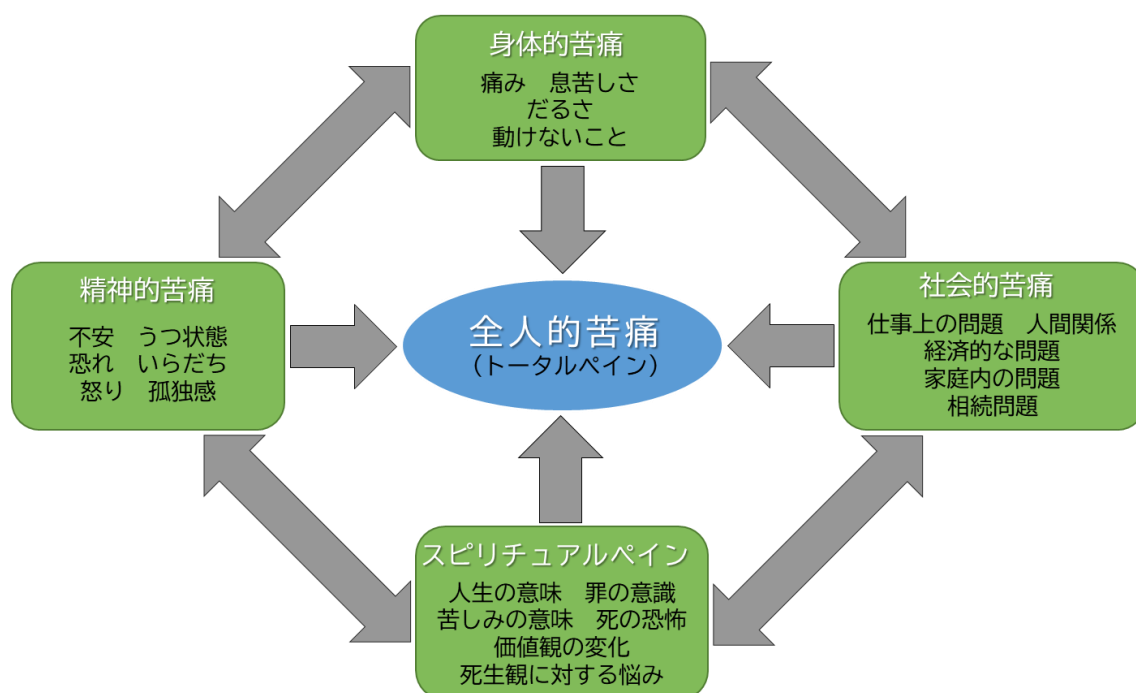 身体的苦痛
痛み　息苦しさ
だるさ
動けないこと
精神的苦痛
不安　うつ状態
恐れ　いらだち
怒り　孤独感
全人的苦痛
（トータルペイン）
社会的苦痛
仕事上の問題　人間関係
経済的な問題
家庭内の問題
相続問題
スピリチュアルペイン
人生の意味　罪の意識
苦しみの意味　死の恐怖
価値観の変化
死生観に対する悩み